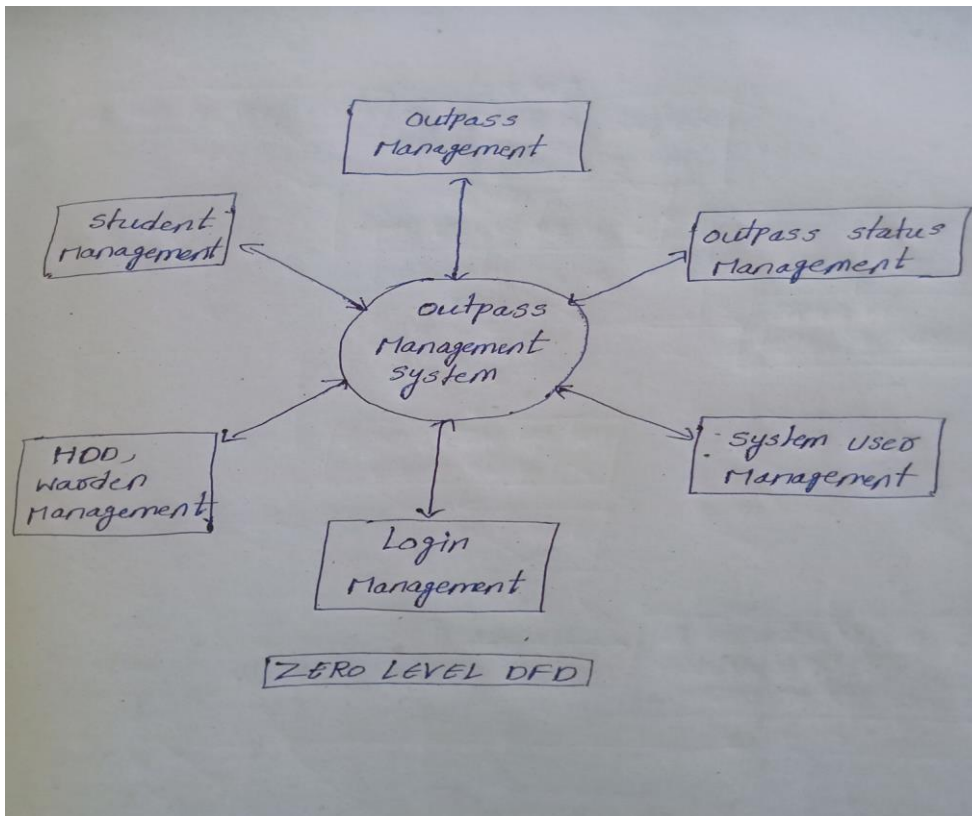 Outpass
Management
Student
Management
Outpass status
Management
Outpass
Management
System
HOD,
Warden
Management
System User
Management
Login
Management
ZERO LEVEL DFD